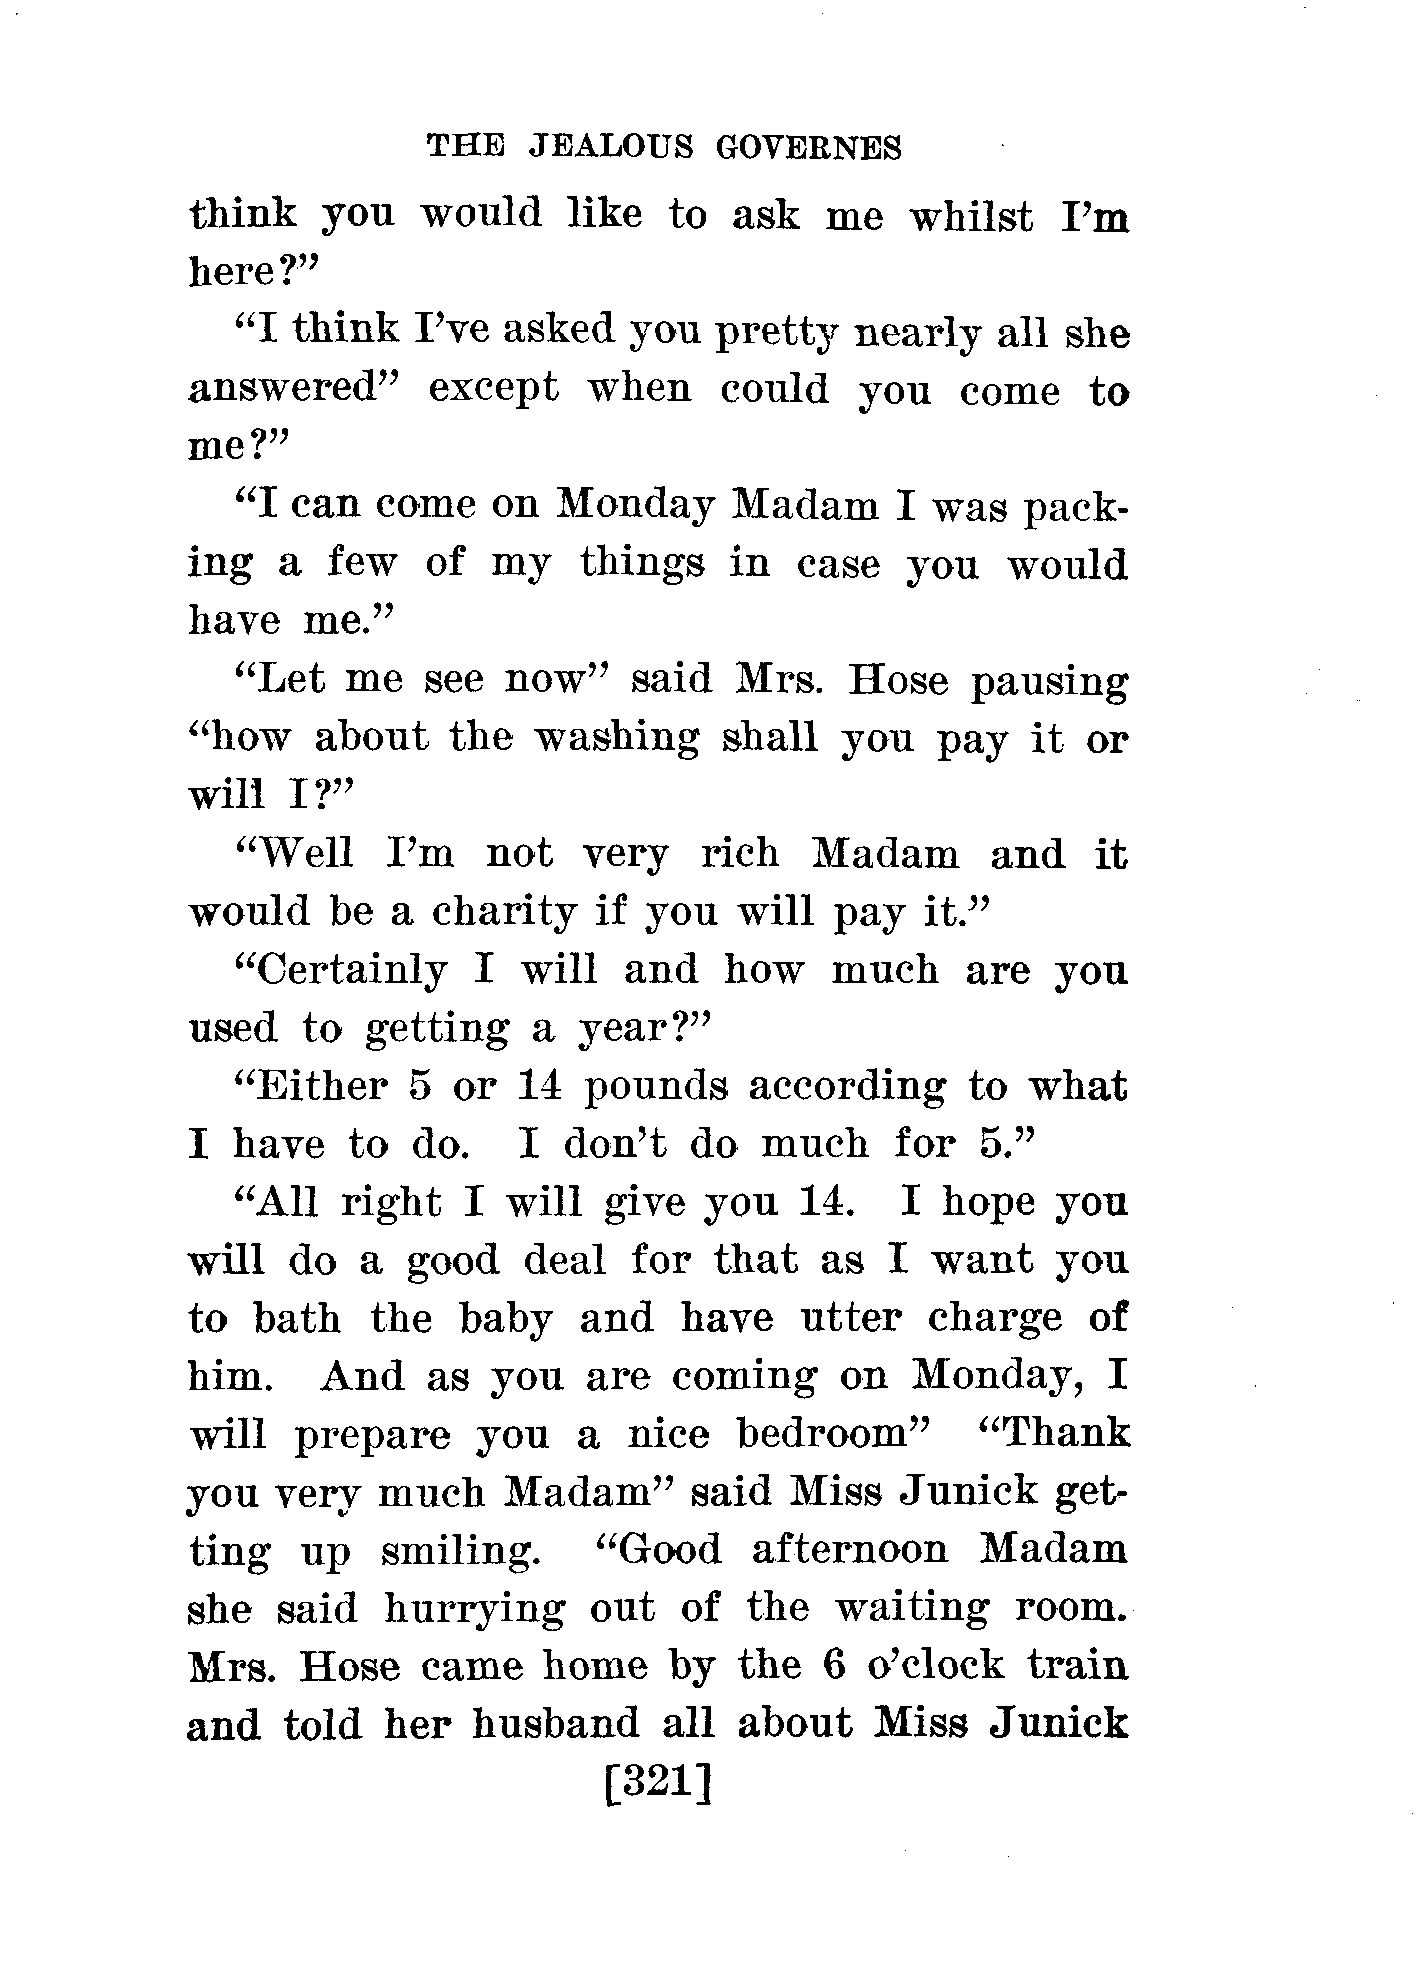 THE JEALOUS GOVERNES
think you would like to ask me whilst I'm
here?"
"I think I've asked you pretty nearly all she
answered" except when could you come to
me?"
"I can come on Monday Madam I was pack-
ing a few of my things in case you would
have me."
"Let me see now" said Mrs. Hose pausing
"how about the washing shall you pay it or
will I?"
"Well I'm not very rich Madam and it
would be a charity if you will pay it."
"Certainly I will and how much are you
used to getting a year?"
"Either 5 or 14 pounds according to what
I have to do. I don't do much for 5."
"All right I will give you 14. I hope you
will do a good deal for that as I want you
to bath the baby and have utter charge of
him. And as you are coming on Monday, I
will prepare you a nice bedroom" "Thank
you very much Madam" said Miss Junick get-
ting up smiling. "Good afternoon Madam
she said hurrying out of the waiting room.
Mrs. Hose came home by the 6 o'clock train
and told her husband all about Miss Junick
[321]